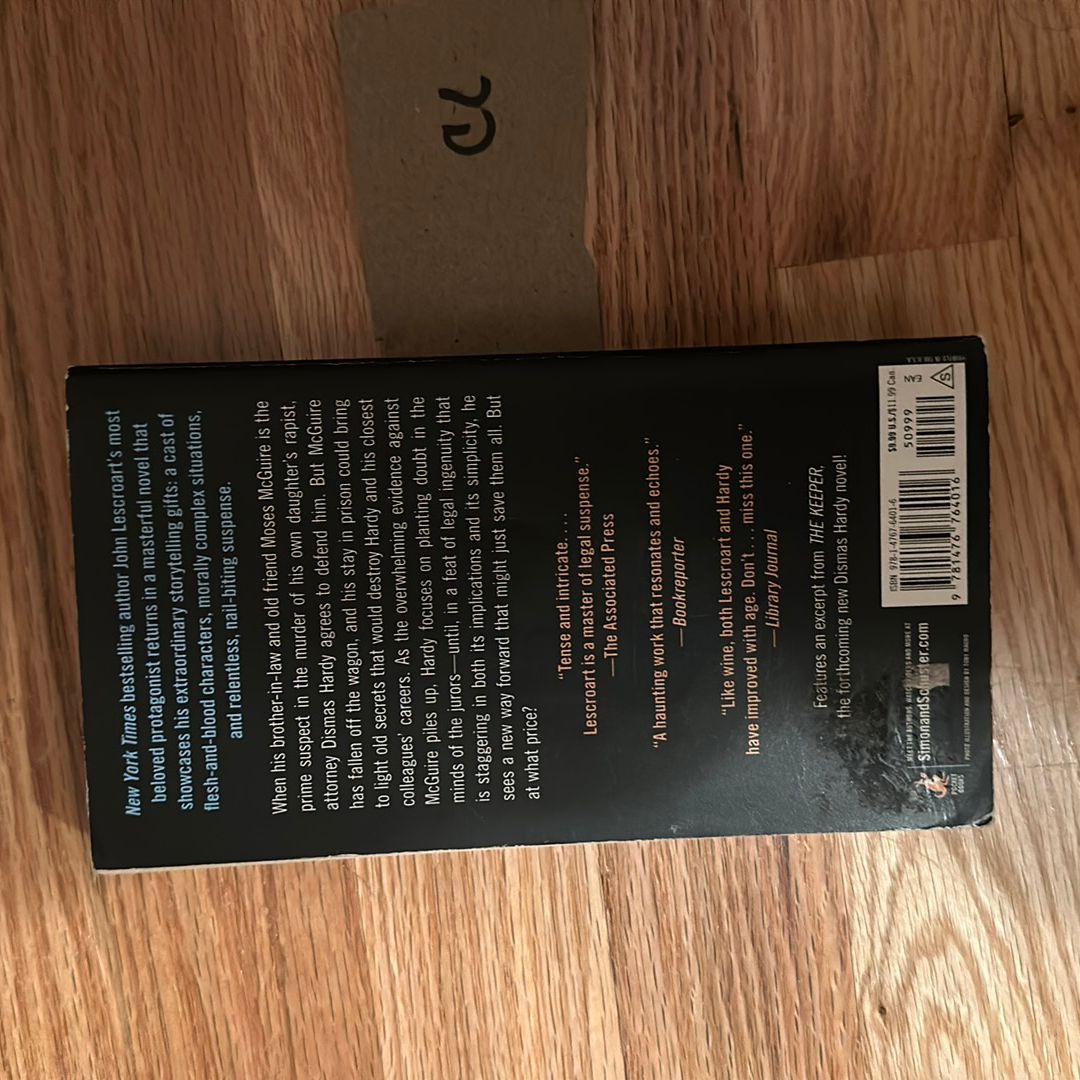 New York Times bestselling author John Lescroart's most
beloved protagonist returns in a masterful novel that
showcases his extraordinary storytelling gifts: a cast of
flesh-and-blood characters, morally complex situations,
and relentless, nail-biting suspense.
When his brother-in-law and old friend Moses McGuire is the
prime suspect in the murder of his own daughter's rapist,
attorney Dismas Hardy agrees to defend him. But McGuire
has fallen off the wagon, and his stay in prison could bring
to light old secrets that would destroy Hardy and his closest
colleagues' careers. As the overwhelming evidence against
McGuire piles up, Hardy focuses on planting doubt in the
minds of the jurors—until, in a feat of legal ingenuity that
is staggering in both its implications and its simplicity, he
sees a new way forward that might just save them all. But
at what price?
"Tense and intricate. . . .
Lescroart is a master of legal suspense."
—The Associated Press
"A haunting work that resonates and echoes."
—Bookreporter
"Like wine, both Lescroart and Hardy
have improved with age. Don't. . . miss this one."
—Library Journal
Features an excerpt from THE KEEPER,
the forthcoming new Dismas Hardy novel!
SimonandSchuster.com
POCKET
BOOKS
PHOTO ILLUSTRATION AND DESIGN BY TONY MAURO
ISBN 978-1-4767-6401-6
$9.99 U.S./$11.99 Can.
9 781476 764016
50999
EAN
S